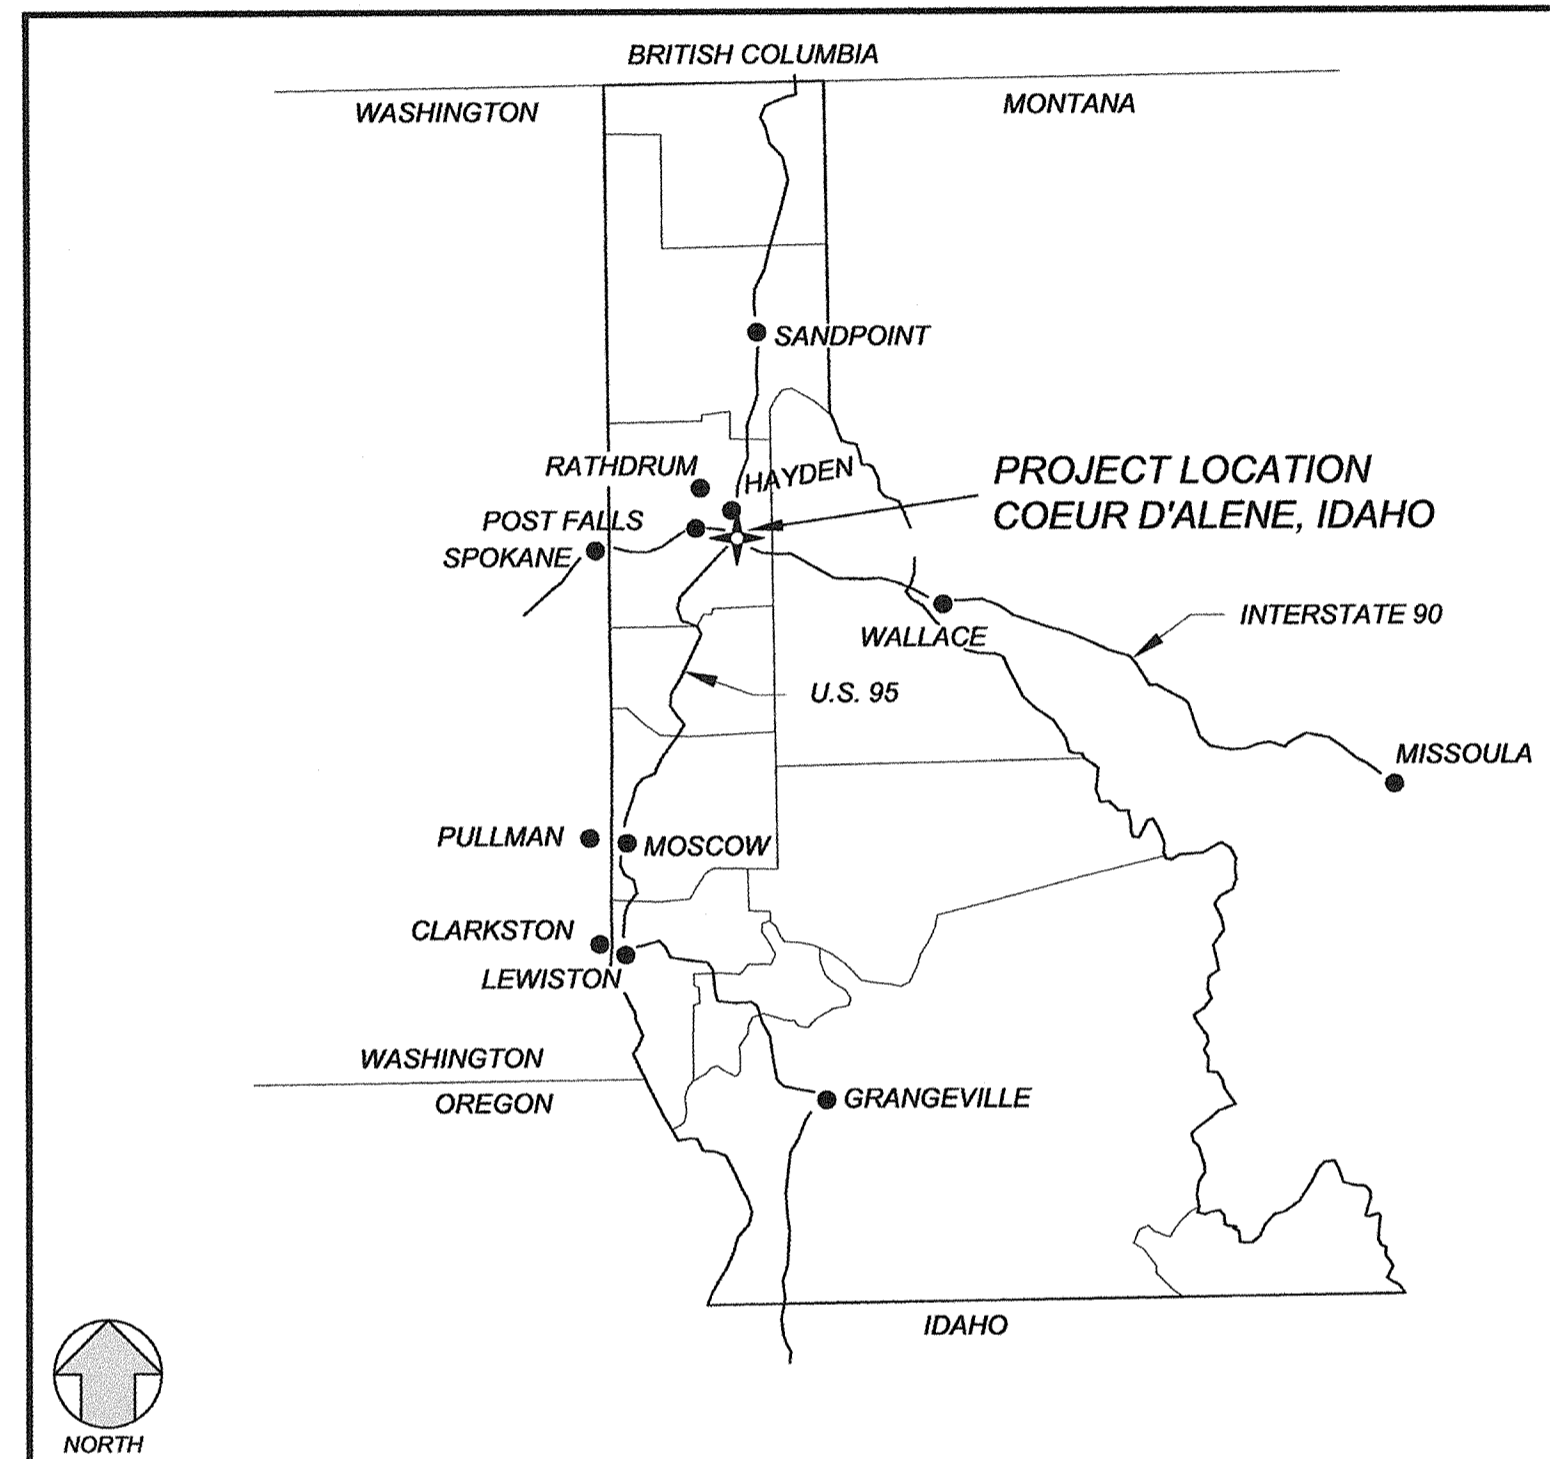 BRITISH COLUMBIA
WASHINGTON
MONTANA
SANDPOINT
RATHDRUM
HAYDEN
PROJECT LOCATION
COEUR D'ALENE, IDAHO
POST FALLS
SPOKANE
WALLACE
INTERSTATE 90
U.S. 95
MISSOULA
PULLMAN
MOSCOW
CLARKSTON
LEWISTON
WASHINGTON
OREGON
GRANGEVILLE
IDAHO
NORTH